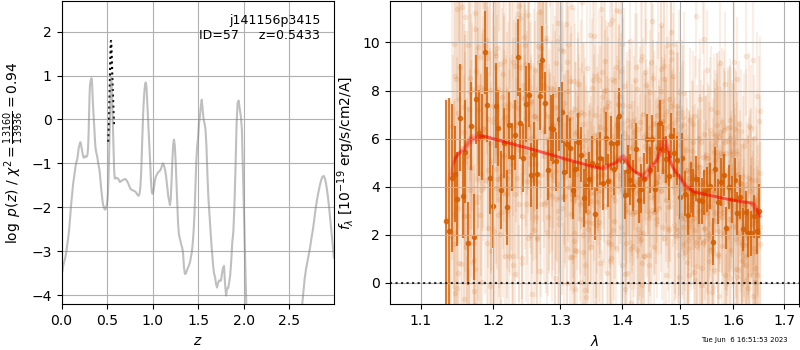 j141156p3415
ID=57 z=0.5433
log p(z) / χ² = 13160/13936 = 0.94
2
1
0
−1
−2
−3
−4
0.0 0.5 1.0 1.5 2.0 2.5
z
fλ [10⁻¹⁹ erg/s/cm2/A]
10
8
6
4
2
0
1.1 1.2 1.3 1.4 1.5 1.6 1.7
λ
Tue Jun 6 16:51:53 2023